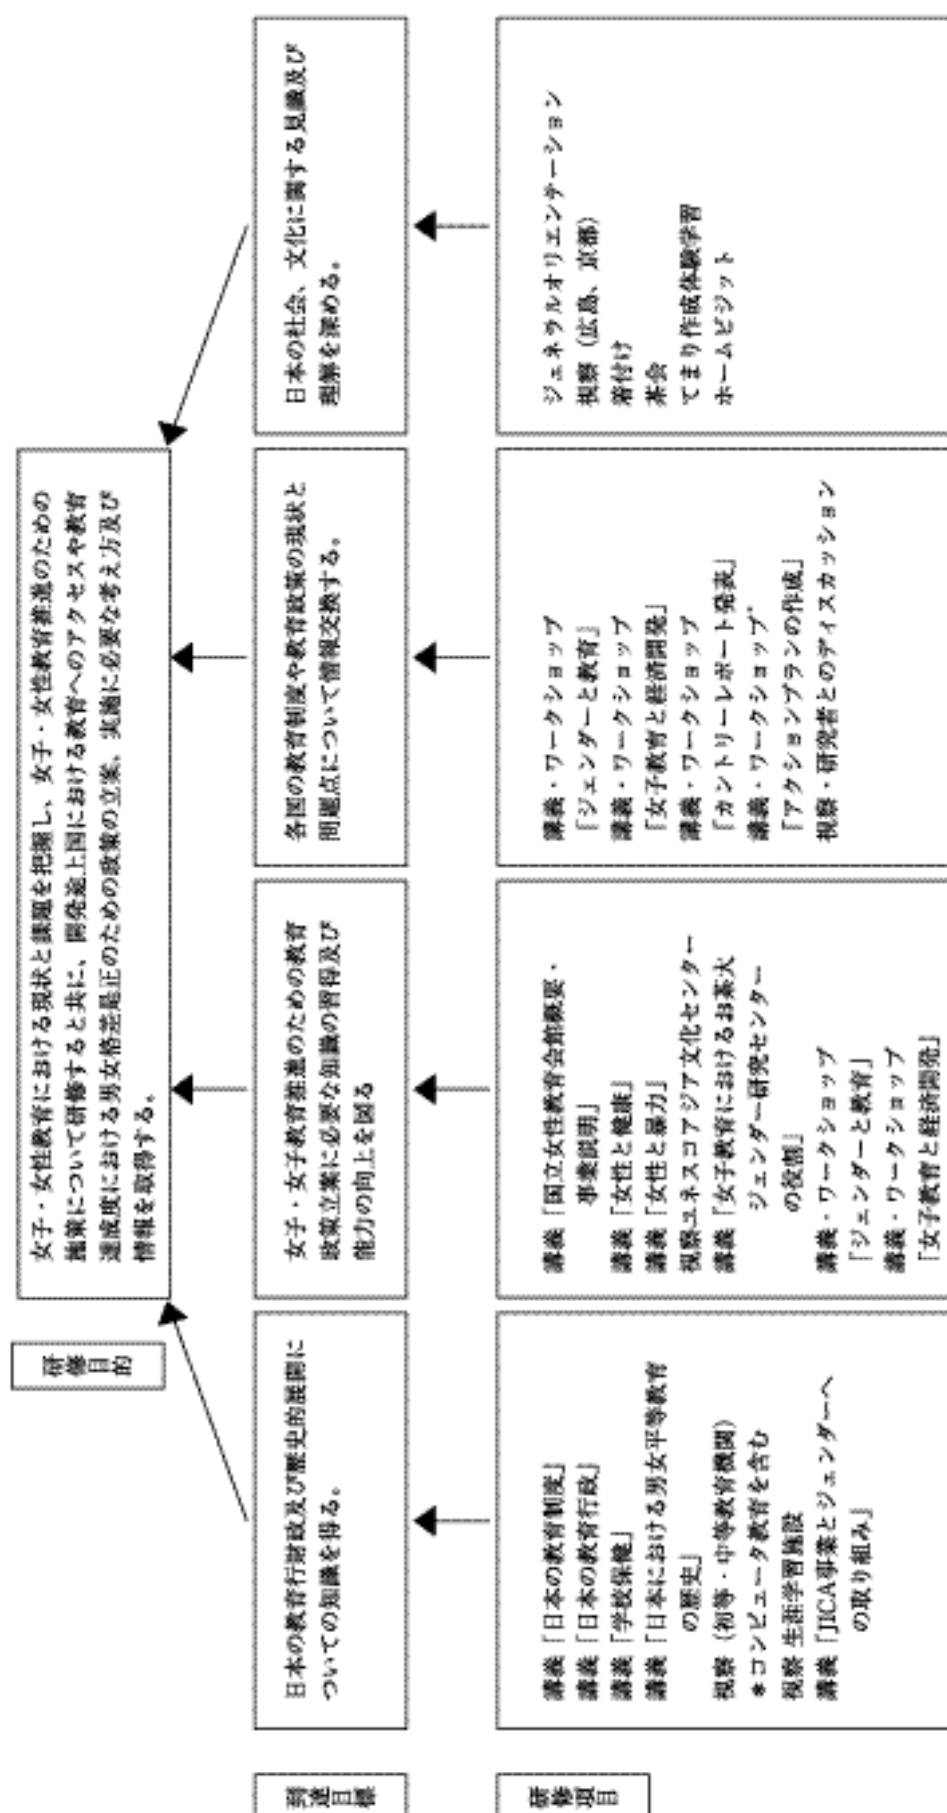 研修目的
女子・女性教育における現状と課題を把握し、女子・女性教育推進のための
施策について研修すると共に、開発途上国における教育へのアクセスや教育
達成度における男女格差是正のための政策の立案、実施に必要な考え方及び
情報を取得する。
到達目標
日本の教育行財政及び歴史的展開に
ついての知識を得る。
女子・女子教育推進のための教育
政策立案に必要な知識の習得及び
能力の向上を図る
各国の教育制度や教育政策の現状と
問題点について情報交換する。
日本の社会、文化に関する見識及び
理解を深める。
研修項目
講義「日本の教育制度」
講義「日本の教育行政」
講義「学校保健」
講義「日本における男女平等教育
の歴史」
視察（初等・中等教育機関）
*コンピュータ教育を含む
視察 生涯学習施設
講義「JICA事業とジェンダーへ
の取り組み」
講義「国立女性教育会館概要・
事業説明」
講義「女性と健康」
講義「女性と暴力」
視察ユネスコアジア文化センター
講義「女子教育におけるお茶大
ジェンダー研究センター
の役割」
講義・ワークショップ
「ジェンダーと教育」
講義・ワークショップ
「女子教育と経済開発」
講義・ワークショップ
「ジェンダーと教育」
講義・ワークショップ
「女子教育と経済開発」
講義・ワークショップ
「カントリーレポート発表」
講義・ワークショップ
「アクションプランの作成」
視察・研究者とのディスカッション
ジェネラルオリエンテーション
視察（広島、京都）
着付け
茶会
てまり作成体験学習
ホームビジット